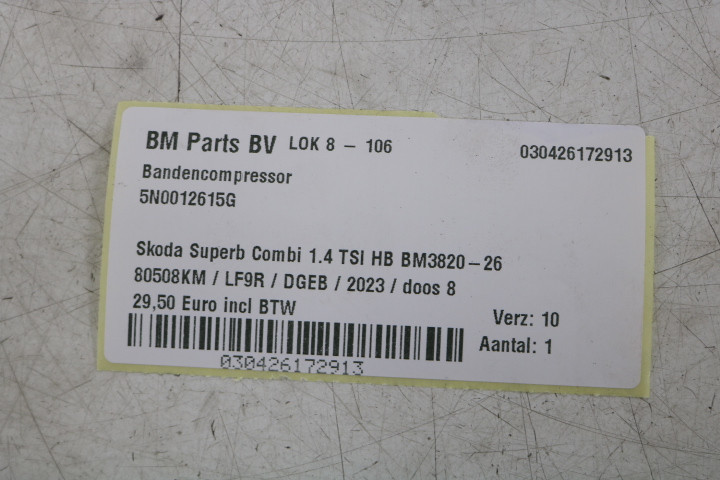 BM Parts BV LOK 8 - 106 030426172913
Bandencompressor
5N0012615G
Skoda Superb Combi 1.4 TSI HB BM3820-26
80508KM / LF9R / DGEB / 2023 / doos 8
29,50 Euro incl BTW
Verz: 10
Aantal: 1
030426172913